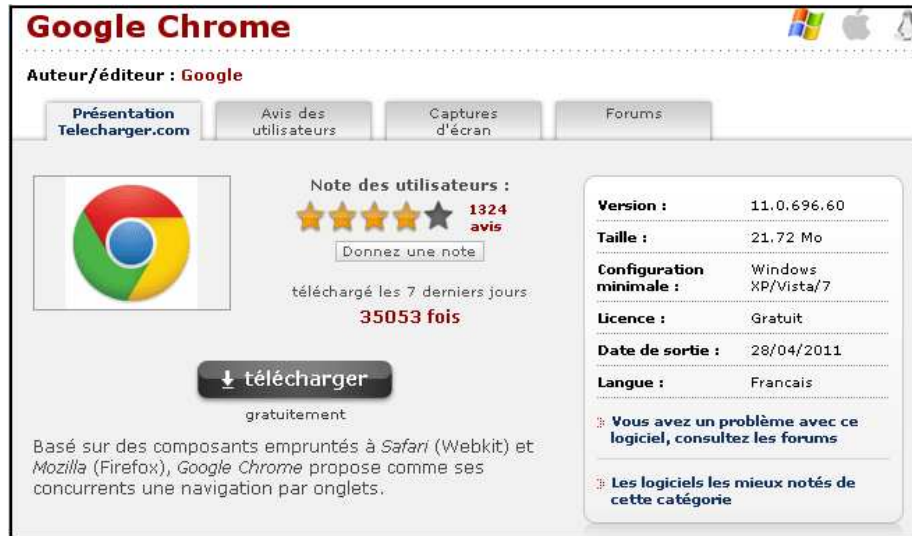 Google Chrome
Auteur/éditeur : Google
Présentation
Telecharger.com
Avis des
utilisateurs
Captures
d'écran
Forums
Note des utilisateurs :
1324
avis
Donnez une note
téléchargé les 7 derniers jours
35053 fois
télécharger
gratuitement
Basé sur des composants empruntés à Safari (Webkit) et
Mozilla (Firefox), Google Chrome propose comme ses
concurrents une navigation par onglets.
Version : 11.0.696.60
Taille : 21.72 Mo
Configuration Windows
minimale : XP/Vista/7
Licence : Gratuit
Date de sortie : 28/04/2011
Langue : Francais
Vous avez un problème avec ce
logiciel, consultez les forums
Les logiciels les mieux notés de
cette catégorie